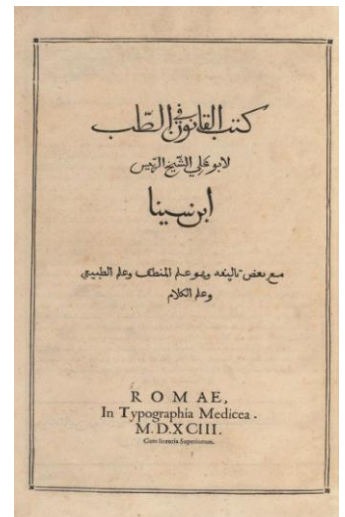 كتب القانون في الطب
لابو علي الشيخ الرئيس
ابن سينا
مع بعض تاليفه وهو علم المنطق وعلم الطبيعي
وعلم الكلام
ROMAE,
In Typographia Medicea.
M. D. XCIII.
Cum licentia Superiorum.